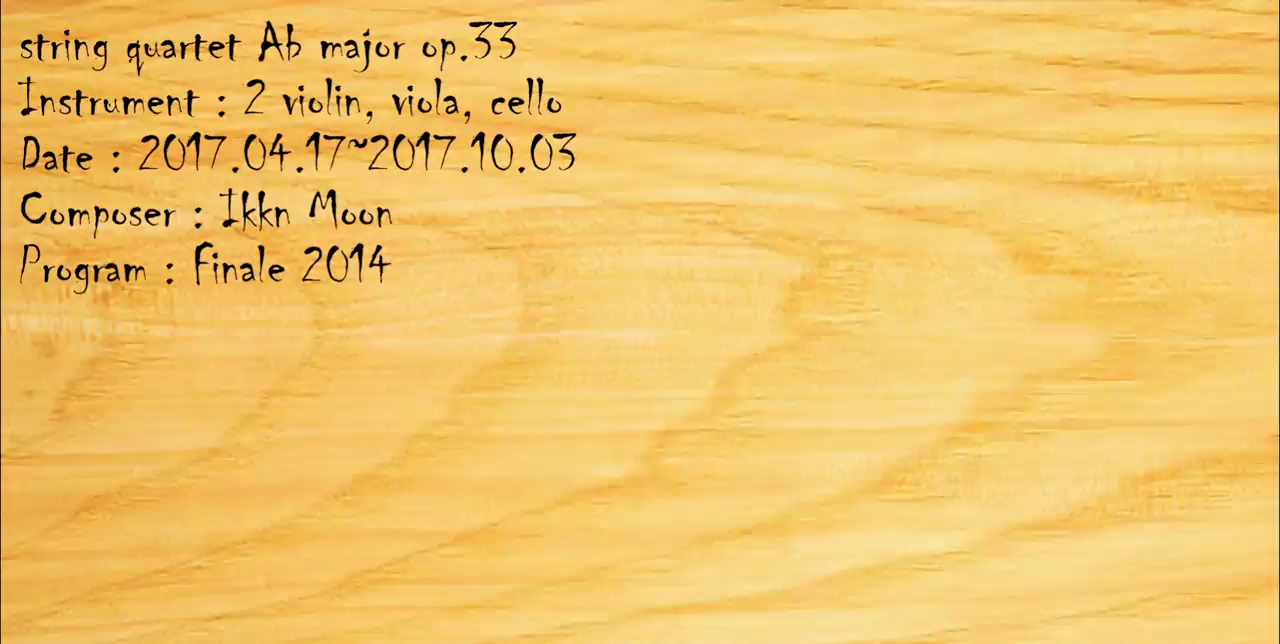 string quartet Ab major op.33
Instrument : 2 violin, viola, cello
Date : 2017.04.17~2017.10.03
Composer : Ikkn Moon
Program : Finale 2014